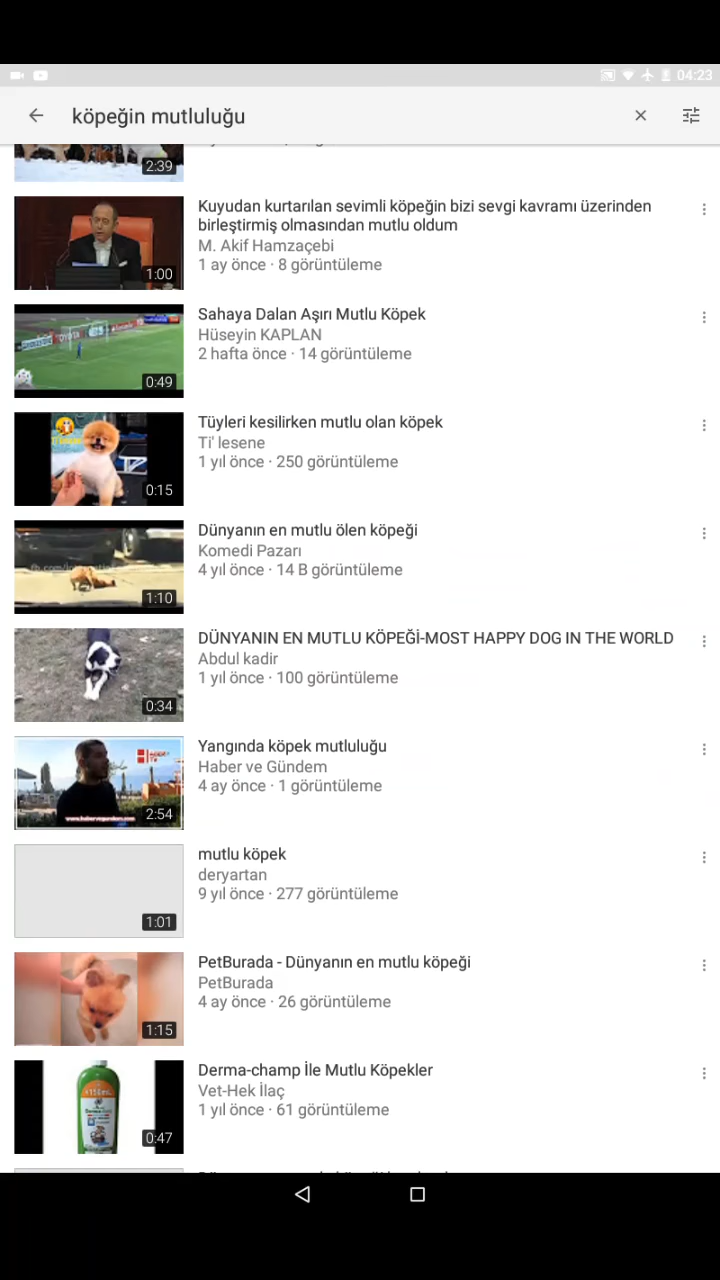 04:23
köpeğin mutluluğu
2:39
Kuyudan kurtarılan sevimli köpeğin bizi sevgi kavramı üzerinden
birleştirmiş olmasından mutlu oldum
M. Akif Hamzaçebi
1 ay önce · 8 görüntüleme
1:00
Sahaya Dalan Aşırı Mutlu Köpek
Hüseyin KAPLAN
2 hafta önce · 14 görüntüleme
0:49
Tüyleri kesilirken mutlu olan köpek
Ti' lesene
1 yıl önce · 250 görüntüleme
0:15
Dünyanın en mutlu ölen köpeği
Komedi Pazarı
4 yıl önce · 14 B görüntüleme
1:10
DÜNYANIN EN MUTLU KÖPEĞİ-MOST HAPPY DOG IN THE WORLD
Abdul kadir
1 yıl önce · 100 görüntüleme
0:34
Yangında köpek mutluluğu
Haber ve Gündem
4 ay önce · 1 görüntüleme
2:54
mutlu köpek
deryartan
9 yıl önce · 277 görüntüleme
1:01
PetBurada - Dünyanın en mutlu köpeği
PetBurada
4 ay önce · 26 görüntüleme
1:15
Derma-champ İle Mutlu Köpekler
Vet-Hek İlaç
1 yıl önce · 61 görüntüleme
0:47